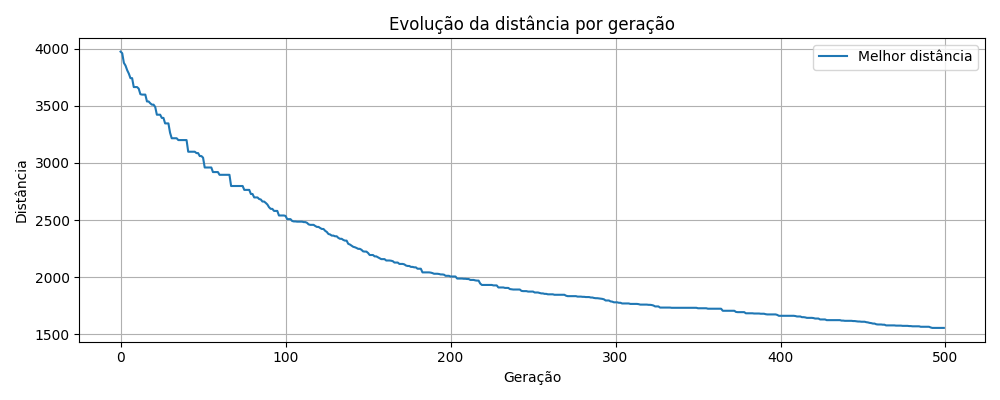 Evolução da distância por geração
Melhor distância
4000
3500
3000
2500
2000
1500
Distância
0 100 200 300 400 500
Geração